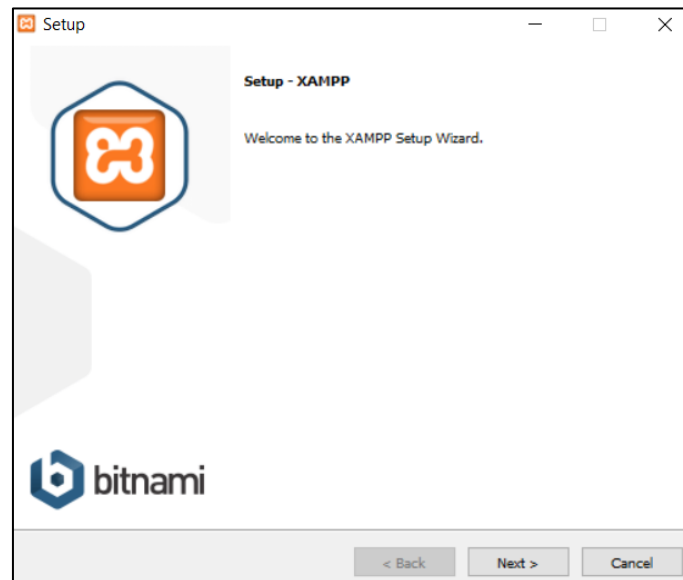 Setup
Setup - XAMPP
Welcome to the XAMPP Setup Wizard.
bitnami
< Back
Next >
Cancel